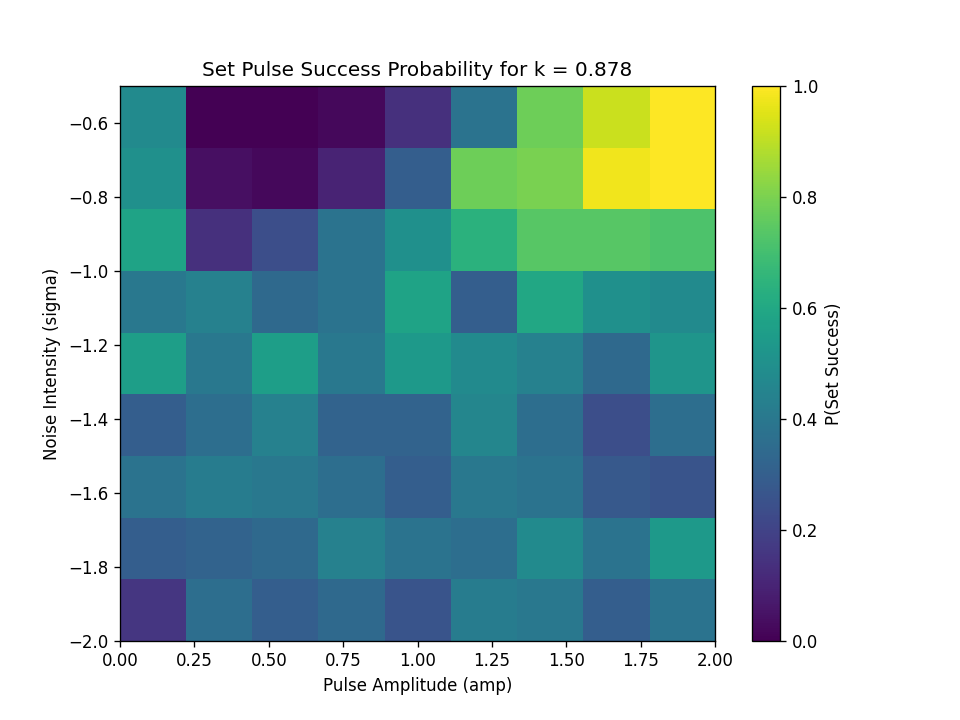 Set Pulse Success Probability for k = 0.878
−0.6
−0.8
−1.0
−1.2
−1.4
−1.6
−1.8
−2.0
Noise Intensity (sigma)
0.00 0.25 0.50 0.75 1.00 1.25 1.50 1.75 2.00
Pulse Amplitude (amp)
1.0
0.8
0.6
0.4
0.2
0.0
P(Set Success)